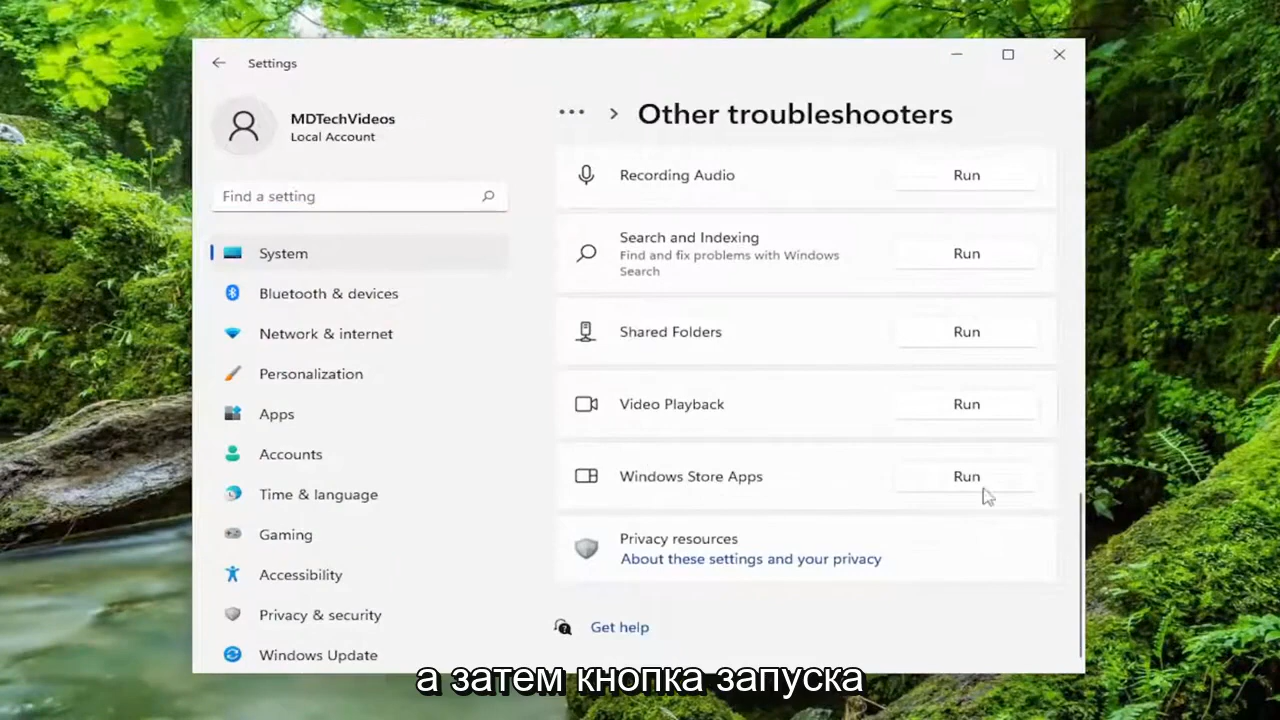 Settings
MDTechVideos
Local Account
Find a setting
System
Bluetooth & devices
Network & internet
Personalization
Apps
Accounts
Time & language
Gaming
Accessibility
Privacy & security
Windows Update
••• > Other troubleshooters
Recording Audio Run
Search and Indexing
Find and fix problems with Windows
Search
Run
Shared Folders Run
Video Playback Run
Windows Store Apps Run
Privacy resources
About these settings and your privacy
Get help
а затем кнопка запуска